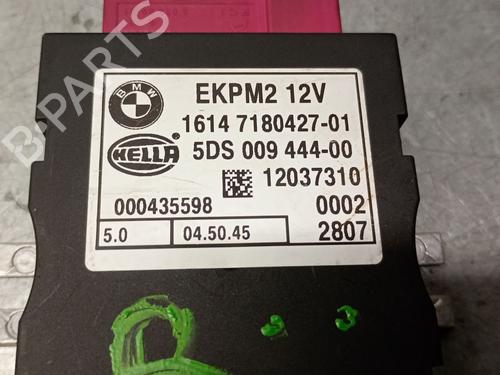 B-PARTS
BMW
EKPM2 12V
1614 7180427-01
HELLA
5DS 009 444-00
12037310
000435598
0002
5.0
04.50.45
2807